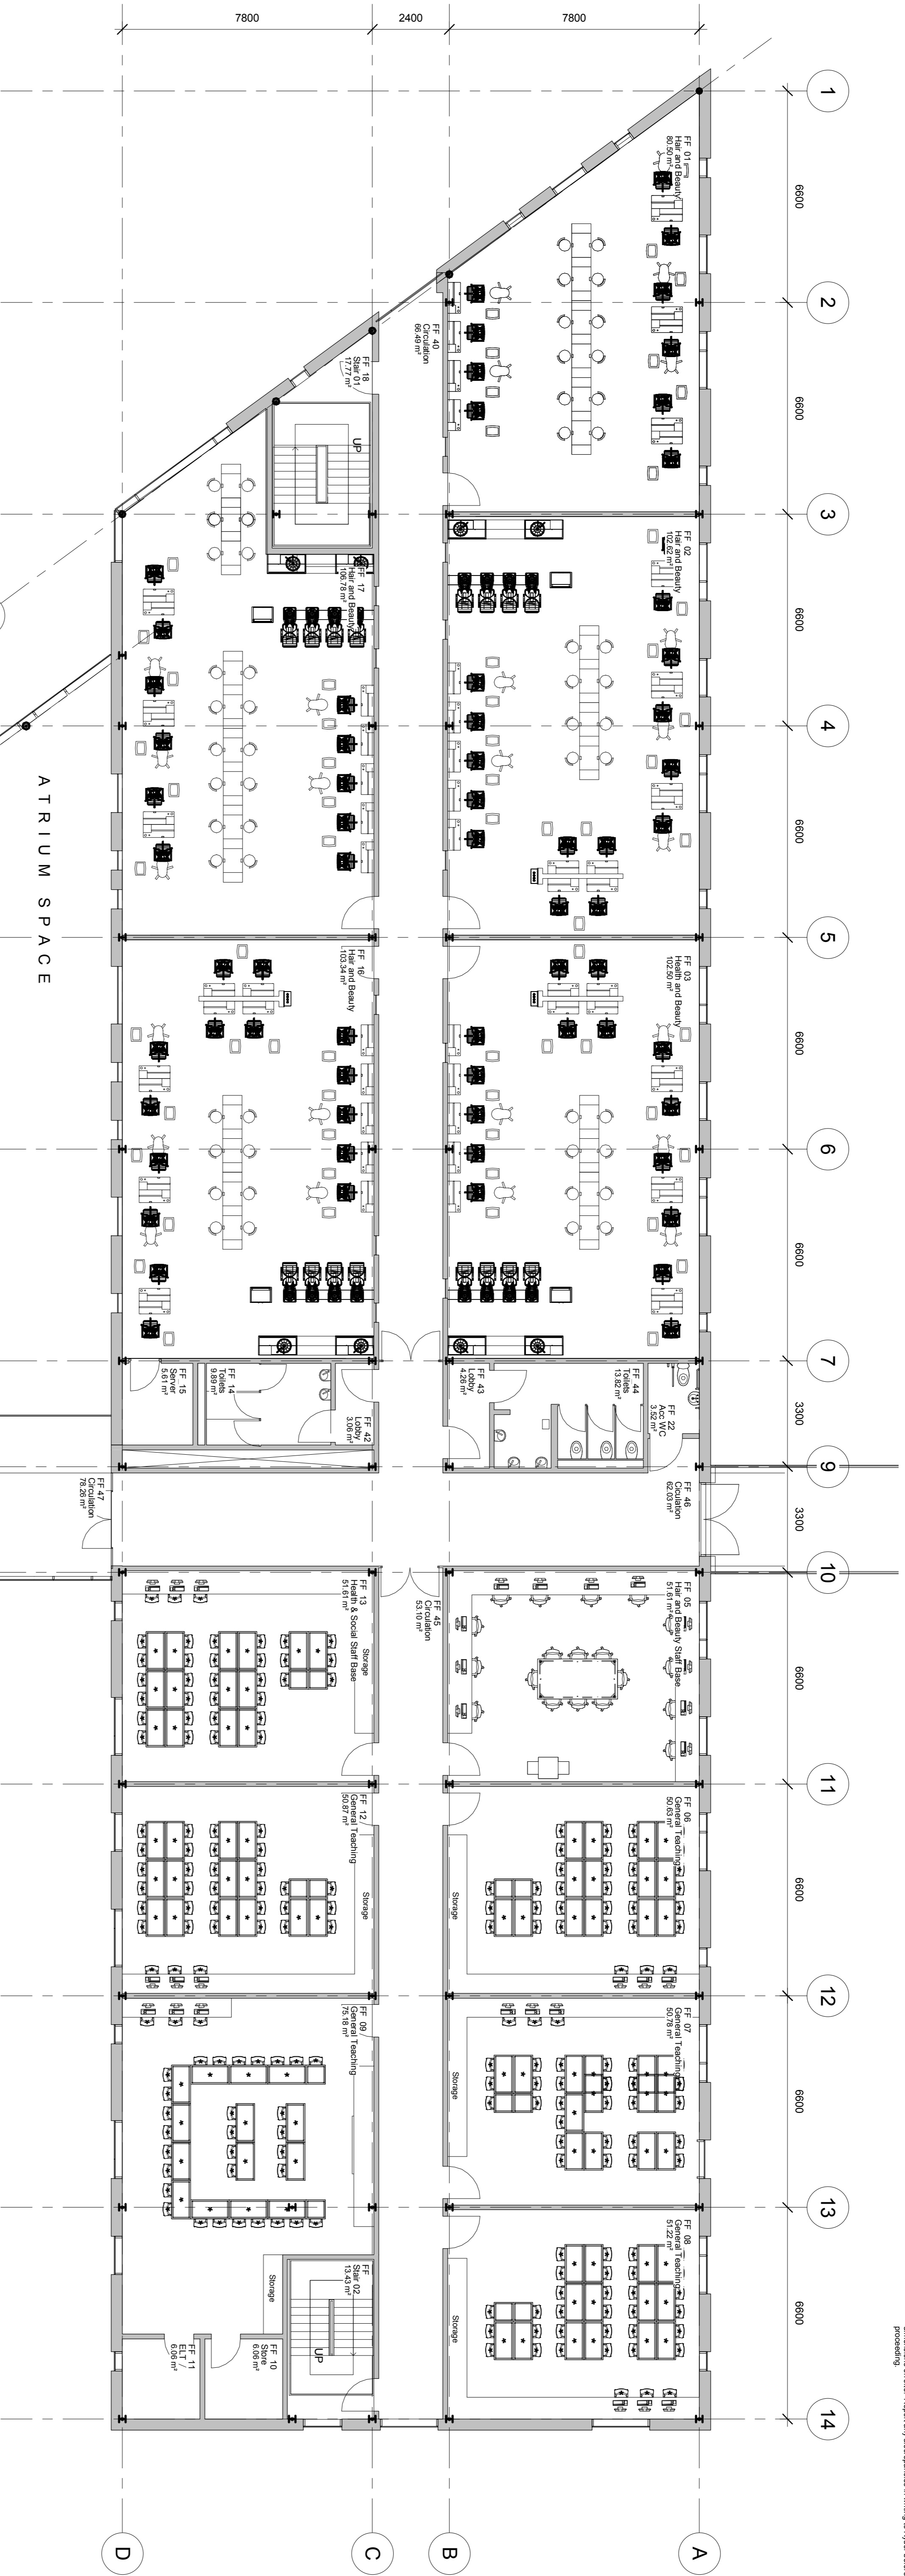 proceeding.
1
2
3
4
5
6
7
9
10
11
12
13
14
6600
6600
6600
6600
6600
6600
3300
3300
6600
6600
6600
6600
7800
2400
7800
A
B
C
D
FF 01
Hair and Beauty
80.50 m²
FF 02
Hair and Beauty
102.62 m²
FF 03
Health and Beauty
102.50 m²
FF 22
Acc WC
3.52 m²
FF 44
Toilets
13.82 m²
FF 43
Lobby
4.26 m²
FF 46
Ciculation
62.03 m²
FF 05
Hair and Beauty Staff Base
51.61 m²
FF 06
General Teaching
50.63 m²
Storage
FF 07
General Teaching
50.78 m²
Storage
FF 08
General Teaching
51.22 m²
Storage
FF 40
Circulation
66.49 m²
FF 45
Circulation
53.10 m²
FF 18
Stair 01
17.77 m²
UP
FF 17
Hair and Beauty
106.78 m²
FF 16
Hair and Beauty
103.34 m²
FF 42
Lobby
3.06 m²
FF 14
Toilets
9.89 m²
FF 15
Server
5.61 m²
FF 47
Circulation
78.26 m²
FF 13
Health & Social Staff Base
51.61 m²
Storage
FF 12
General Teaching
50.87 m²
Storage
FF 09
General Teaching
75.18 m²
Storage
FF
Stair 02
13.43 m²
UP
FF 10
Store
6.06 m²
FF 11
ELT /
6.06 m²
ATRIUM SPACE